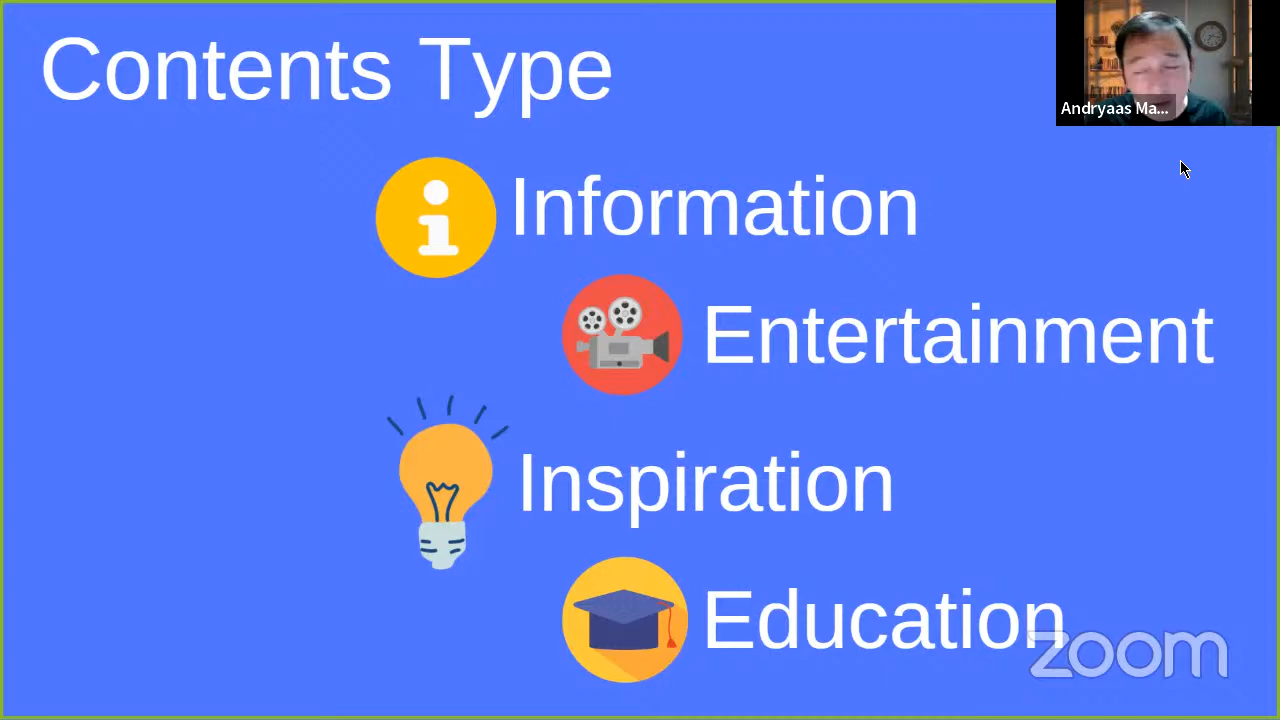 Contents Type
Andryaas Ma...
Information
Entertainment
Inspiration
Education
zoom